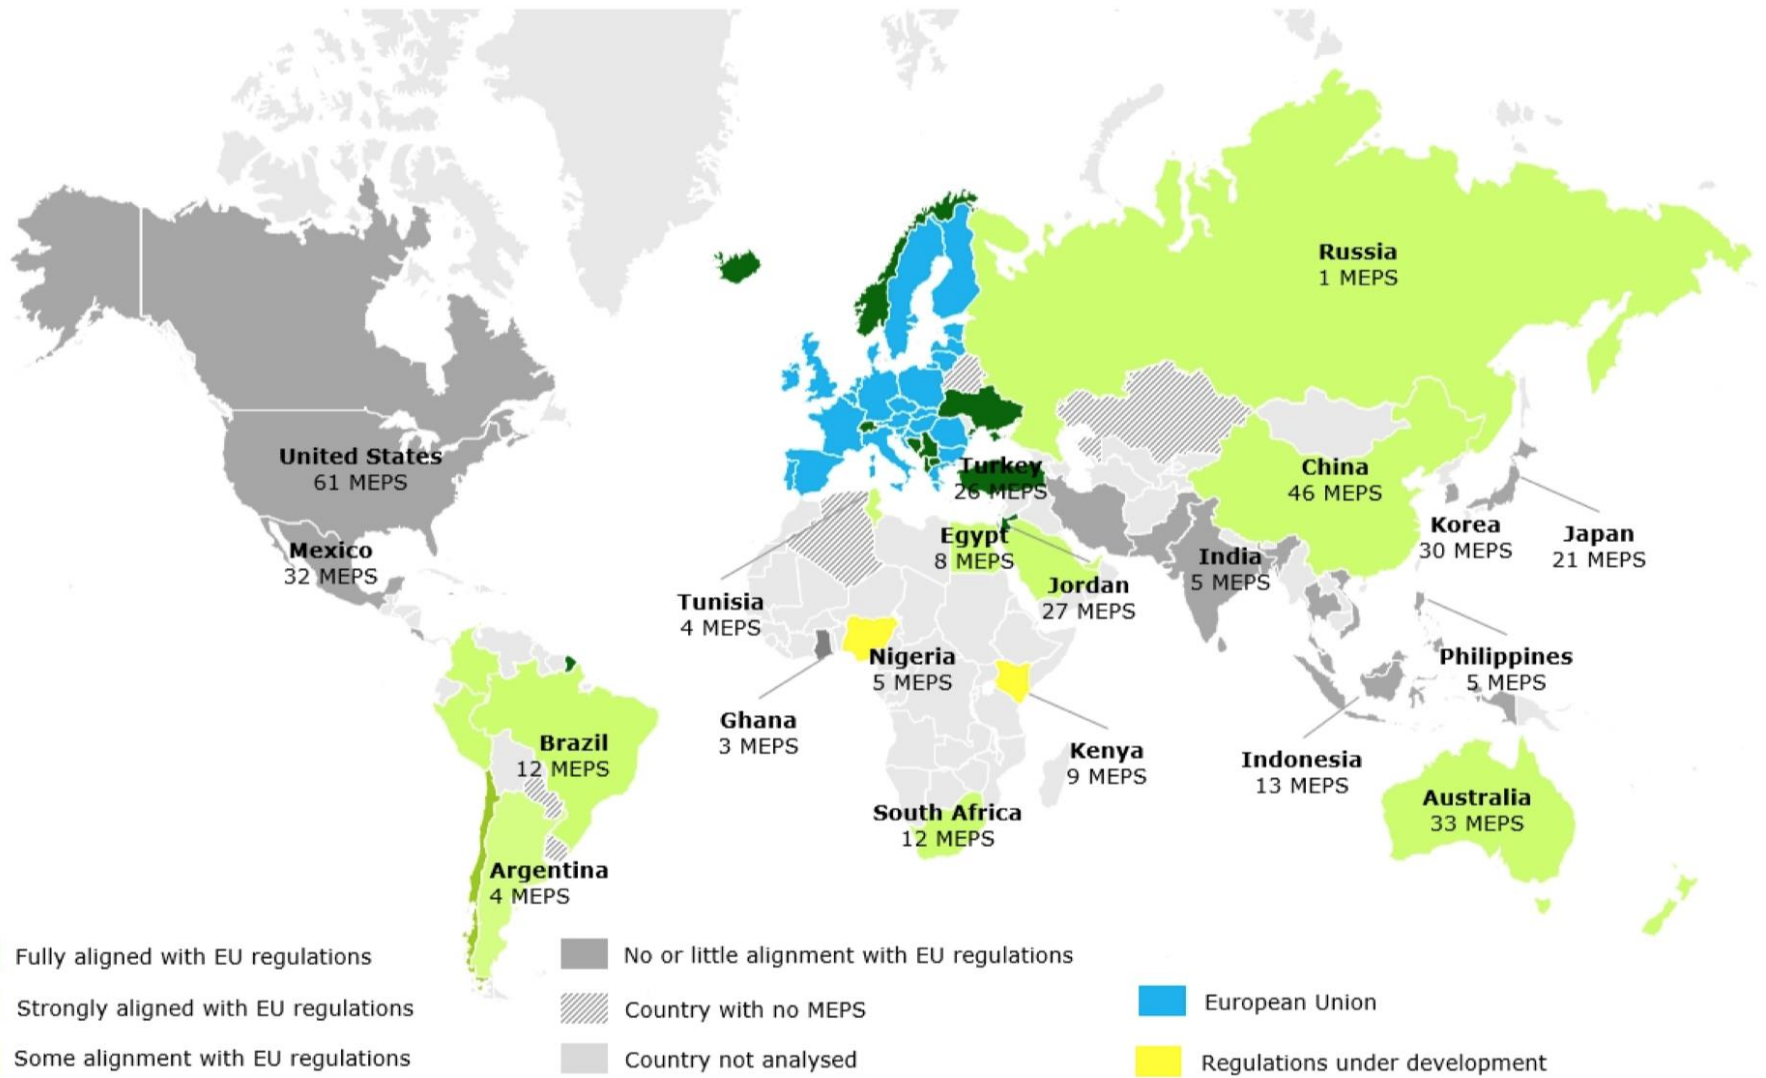 Russia
1 MEPS
United States
61 MEPS
Turkey
26 MEPS
China
46 MEPS
Mexico
32 MEPS
Egypt
8 MEPS
India
5 MEPS
Korea
30 MEPS
Japan
21 MEPS
Jordan
27 MEPS
Tunisia
4 MEPS
Nigeria
5 MEPS
Philippines
5 MEPS
Ghana
3 MEPS
Brazil
12 MEPS
Kenya
9 MEPS
Indonesia
13 MEPS
South Africa
12 MEPS
Australia
33 MEPS
Argentina
4 MEPS
Fully aligned with EU regulations
Strongly aligned with EU regulations
Some alignment with EU regulations
No or little alignment with EU regulations
Country with no MEPS
Country not analysed
European Union
Regulations under development